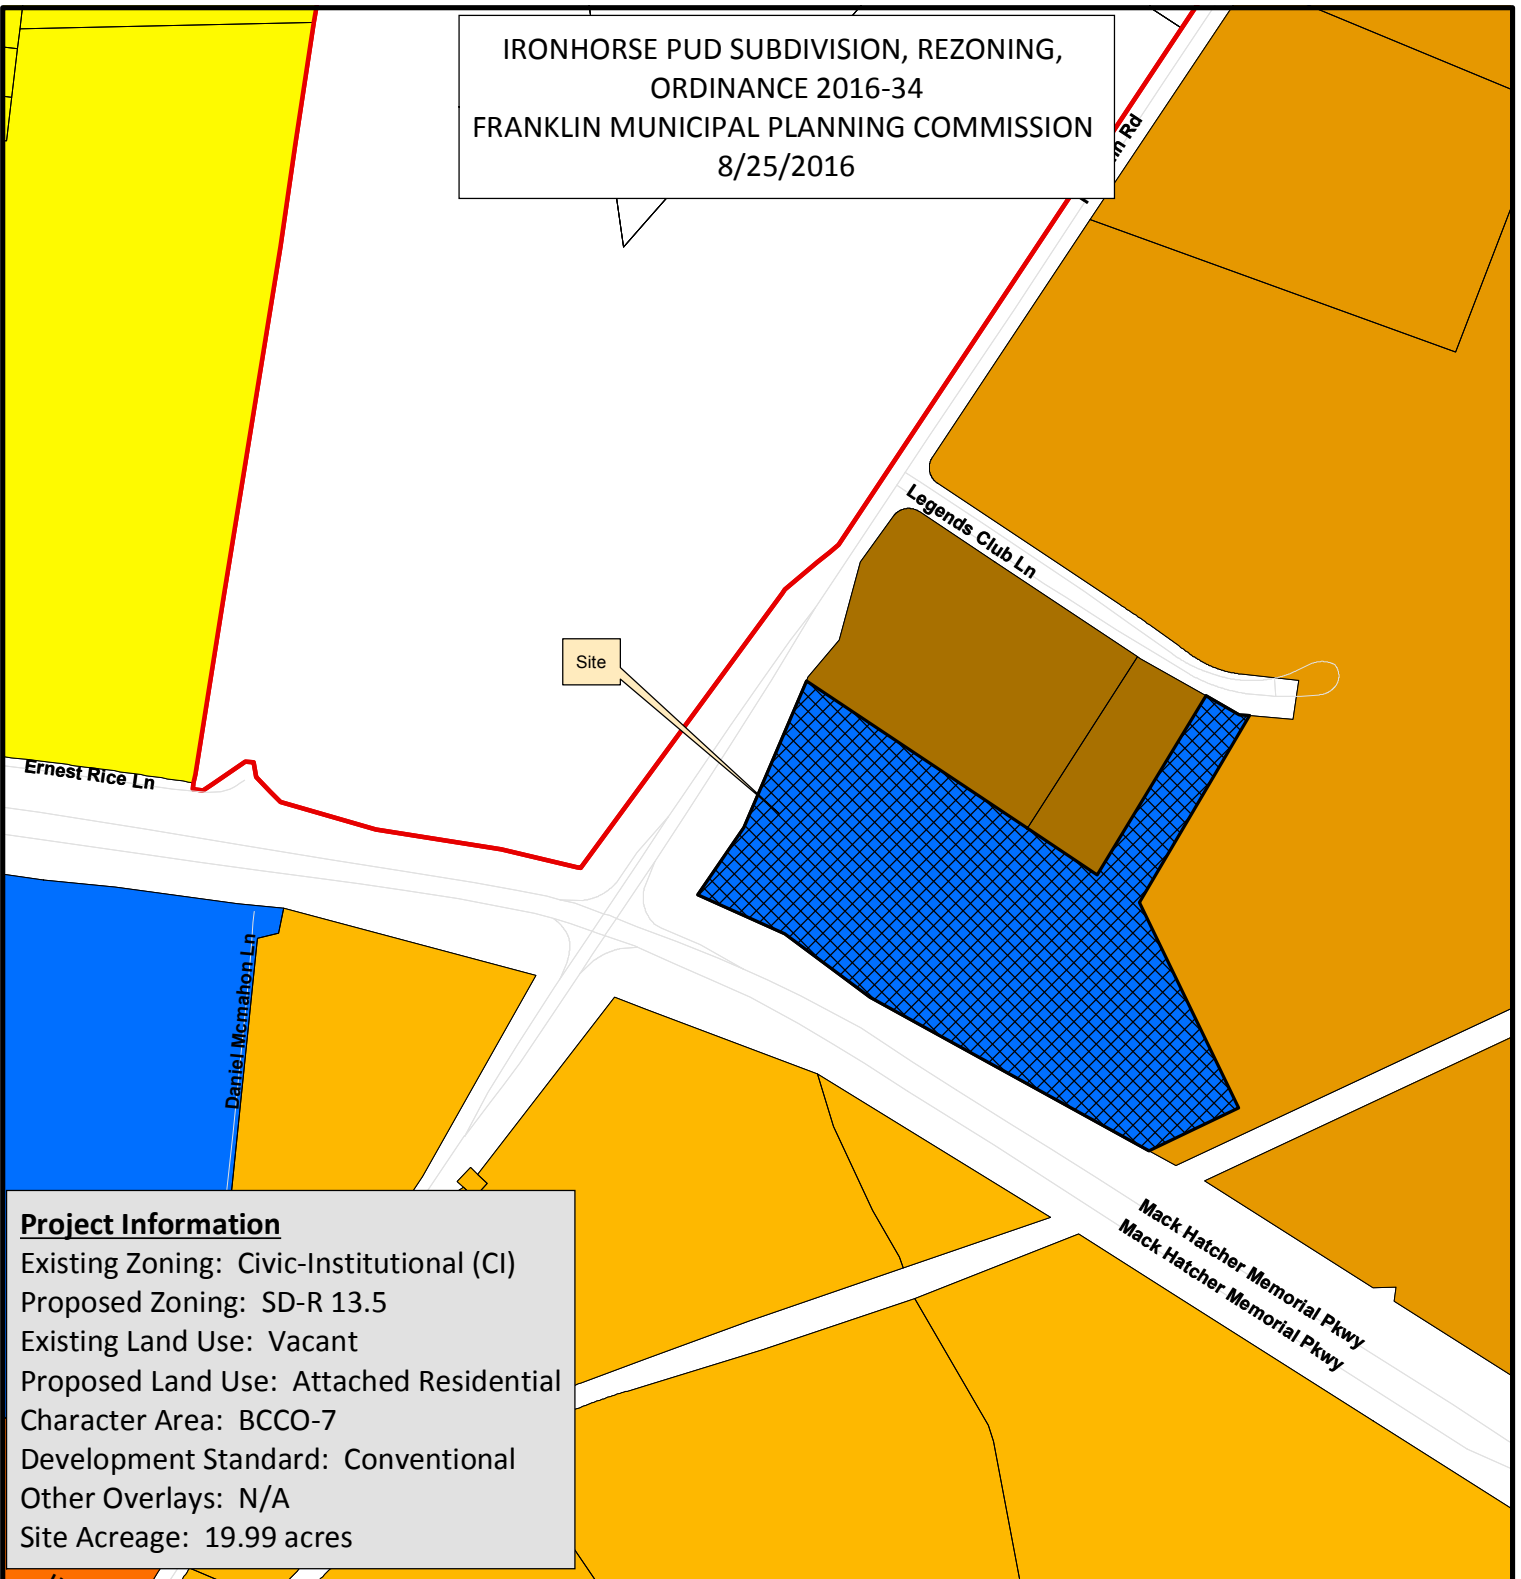 IRONHORSE PUD SUBDIVISION, REZONING,
ORDINANCE 2016-34
FRANKLIN MUNICIPAL PLANNING COMMISSION
8/25/2016
Rd
Legends Club Ln
Site
Ernest Rice Ln
Daniel Mcmahon Ln
Mack Hatcher Memorial Pkwy
Mack Hatcher Memorial Pkwy
Project Information
Existing Zoning: Civic-Institutional (CI)
Proposed Zoning: SD-R 13.5
Existing Land Use: Vacant
Proposed Land Use: Attached Residential
Character Area: BCCO-7
Development Standard: Conventional
Other Overlays: N/A
Site Acreage: 19.99 acres